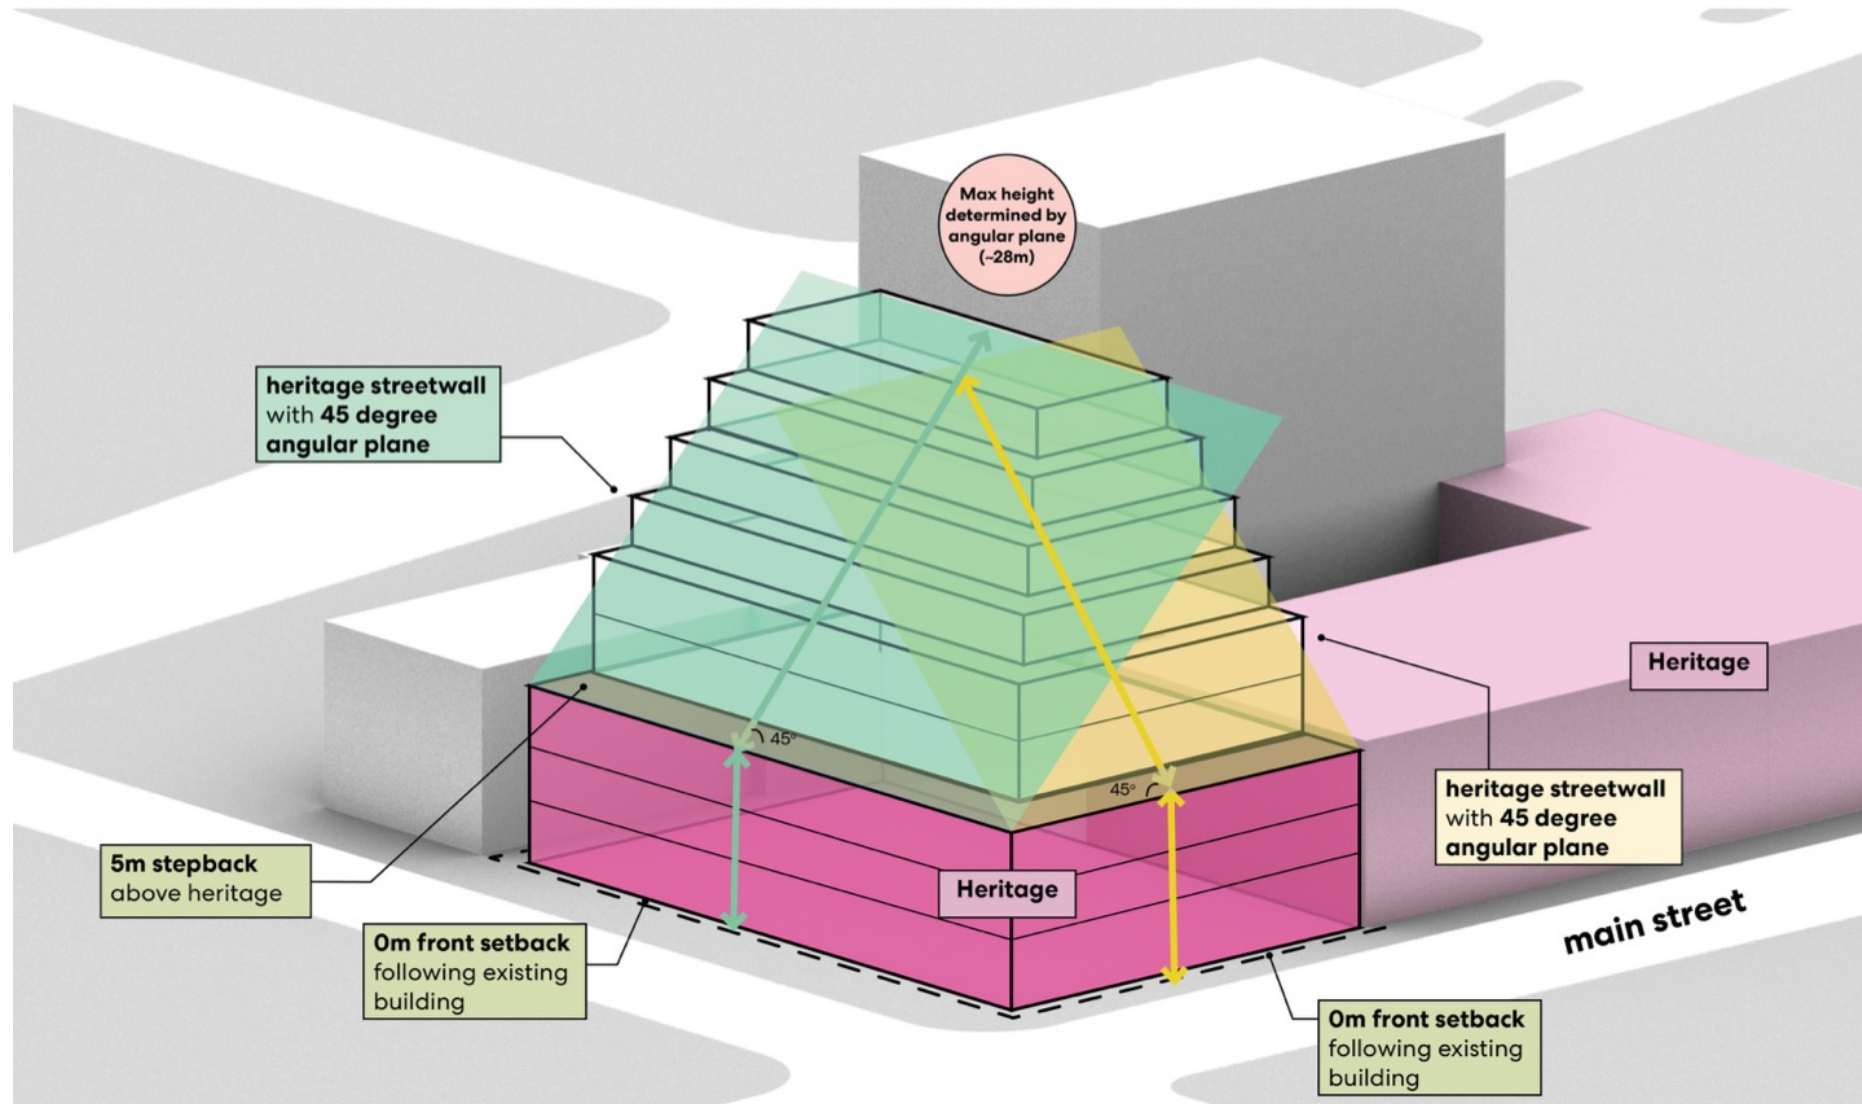 Max height
determined by
angular plane
(~28m)
heritage streetwall
with 45 degree
angular plane
Heritage
45°
45°
heritage streetwall
with 45 degree
angular plane
5m stepback
above heritage
Heritage
main street
0m front setback
following existing
building
0m front setback
following existing
building